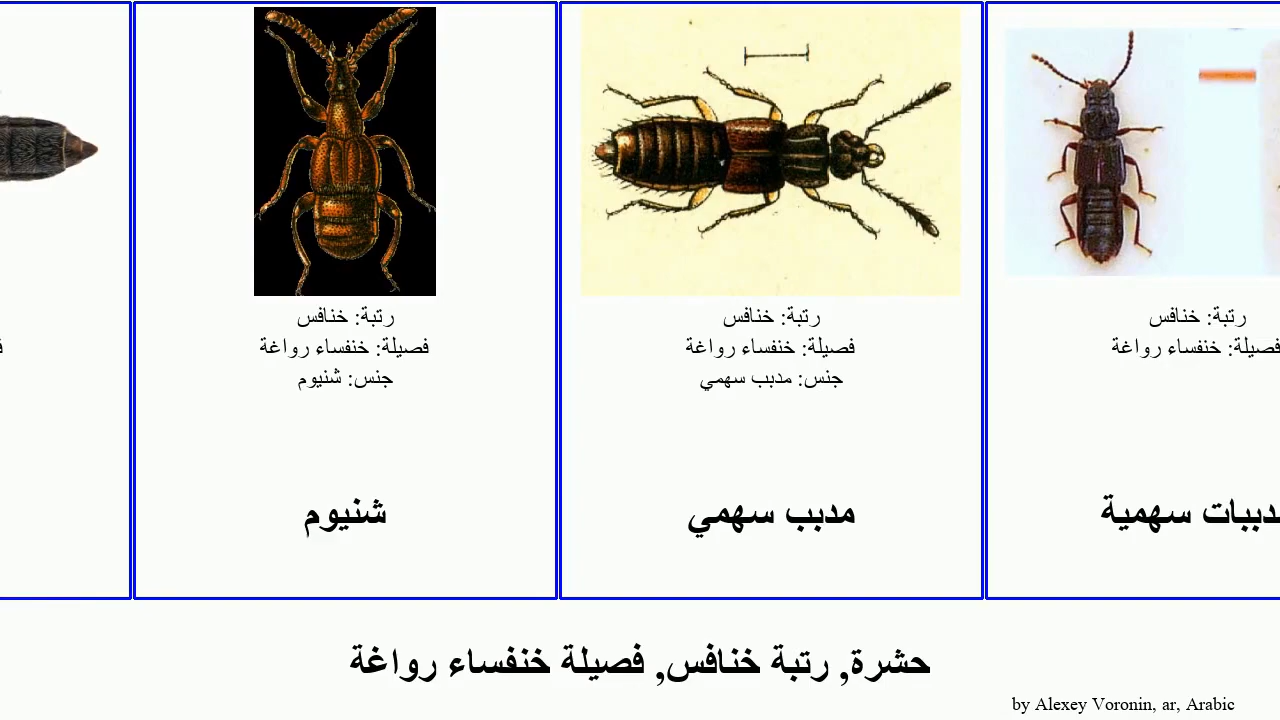 رتبة: خنافس
فصيلة: خنفساء رواغة
جنس: شنيوم
شنيوم
رتبة: خنافس
فصيلة: خنفساء رواغة
جنس: مدبب سهمي
مدبب سهمي
رتبة: خنافس
فصيلة: خنفساء رواغة
سهمية
حشرة, رتبة خنافس, فصيلة خنفساء رواغة
by Alexey Voronin, ar, Arabic